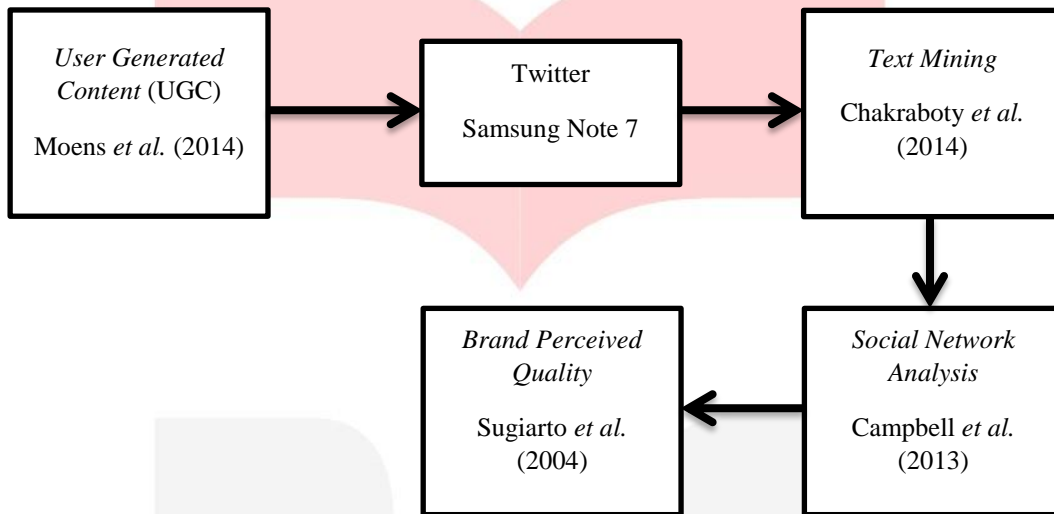 User Generated
Content (UGC)
Moens et al. (2014)
Twitter
Samsung Note 7
Text Mining
Chakraboty et al.
(2014)
Social Network
Analysis
Campbell et al.
(2013)
Brand Perceived
Quality
Sugiarto et al.
(2004)